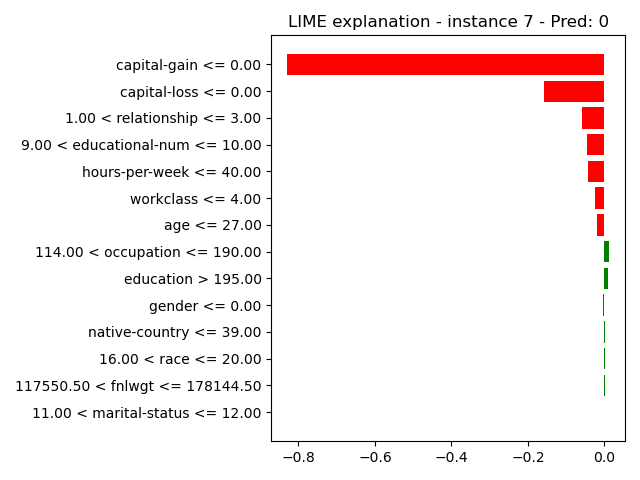 LIME explanation - instance 7 - Pred: 0
capital-gain <= 0.00
capital-loss <= 0.00
1.00 < relationship <= 3.00
9.00 < educational-num <= 10.00
hours-per-week <= 40.00
workclass <= 4.00
age <= 27.00
114.00 < occupation <= 190.00
education > 195.00
gender <= 0.00
native-country <= 39.00
16.00 < race <= 20.00
117550.50 < fnlwgt <= 178144.50
11.00 < marital-status <= 12.00
−0.8 −0.6 −0.4 −0.2 0.0